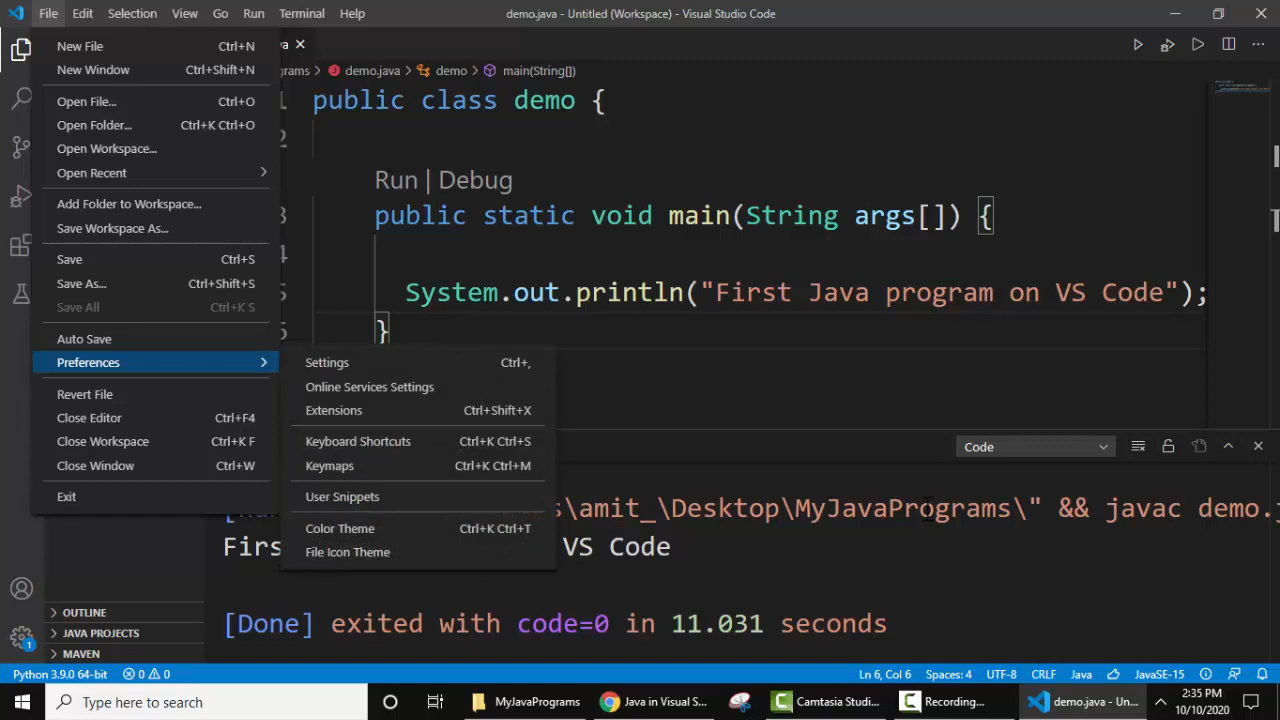 File Edit Selection View Go Run Terminal Help demo.java - Untitled (Workspace) - Visual Studio Code
New File Ctrl+N
New Window Ctrl+Shift+N
Open File... Ctrl+O
Open Folder... Ctrl+K Ctrl+O
Open Workspace...
Open Recent
Add Folder to Workspace...
Save Workspace As...
Save Ctrl+S
Save As... Ctrl+Shift+S
Save All Ctrl+K S
Auto Save
Preferences
Revert File
Close Editor Ctrl+F4
Close Workspace Ctrl+K F
Close Window Ctrl+W
Exit
Settings Ctrl+,
Online Services Settings
Extensions Ctrl+Shift+X
Keyboard Shortcuts Ctrl+K Ctrl+S
Keymaps Ctrl+K Ctrl+M
User Snippets
Color Theme Ctrl+K Ctrl+T
File Icon Theme
demo.java > demo > main(String[])
1 public class demo {
2
Run | Debug
3 public static void main(String args[]) {
4
5 System.out.println("First Java program on VS Code");
}
Code
\amit_\Desktop\MyJavaPrograms\" && javac demo.
VS Code
[Done] exited with code=0 in 11.031 seconds
OUTLINE
JAVA PROJECTS
MAVEN
1
Python 3.9.0 64-bit 0 0 Ln 6, Col 6 Spaces: 4 UTF-8 CRLF Java JavaSE-15
Type here to search
MyJavaPrograms
Java in Visual S...
Camtasia Studi...
Recording...
demo.java - Un...
2:35 PM
10/10/2020